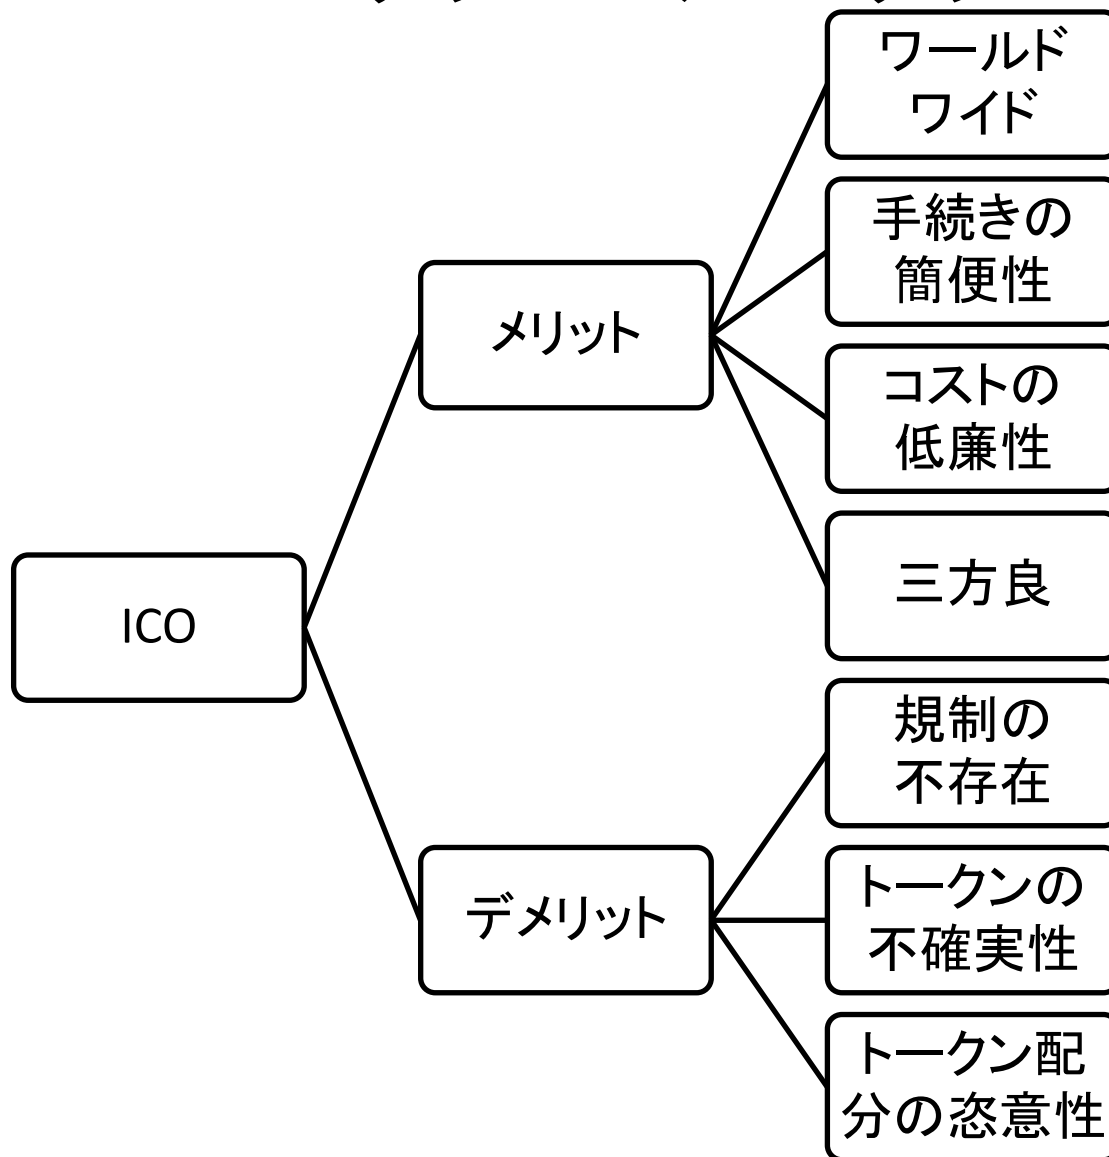 ワールド
ワイド
手続きの
簡便性
メリット
コストの
低廉性
三方良
ICO
規制の
不存在
デメリット
トークンの
不確実性
トークン配
分の恣意性